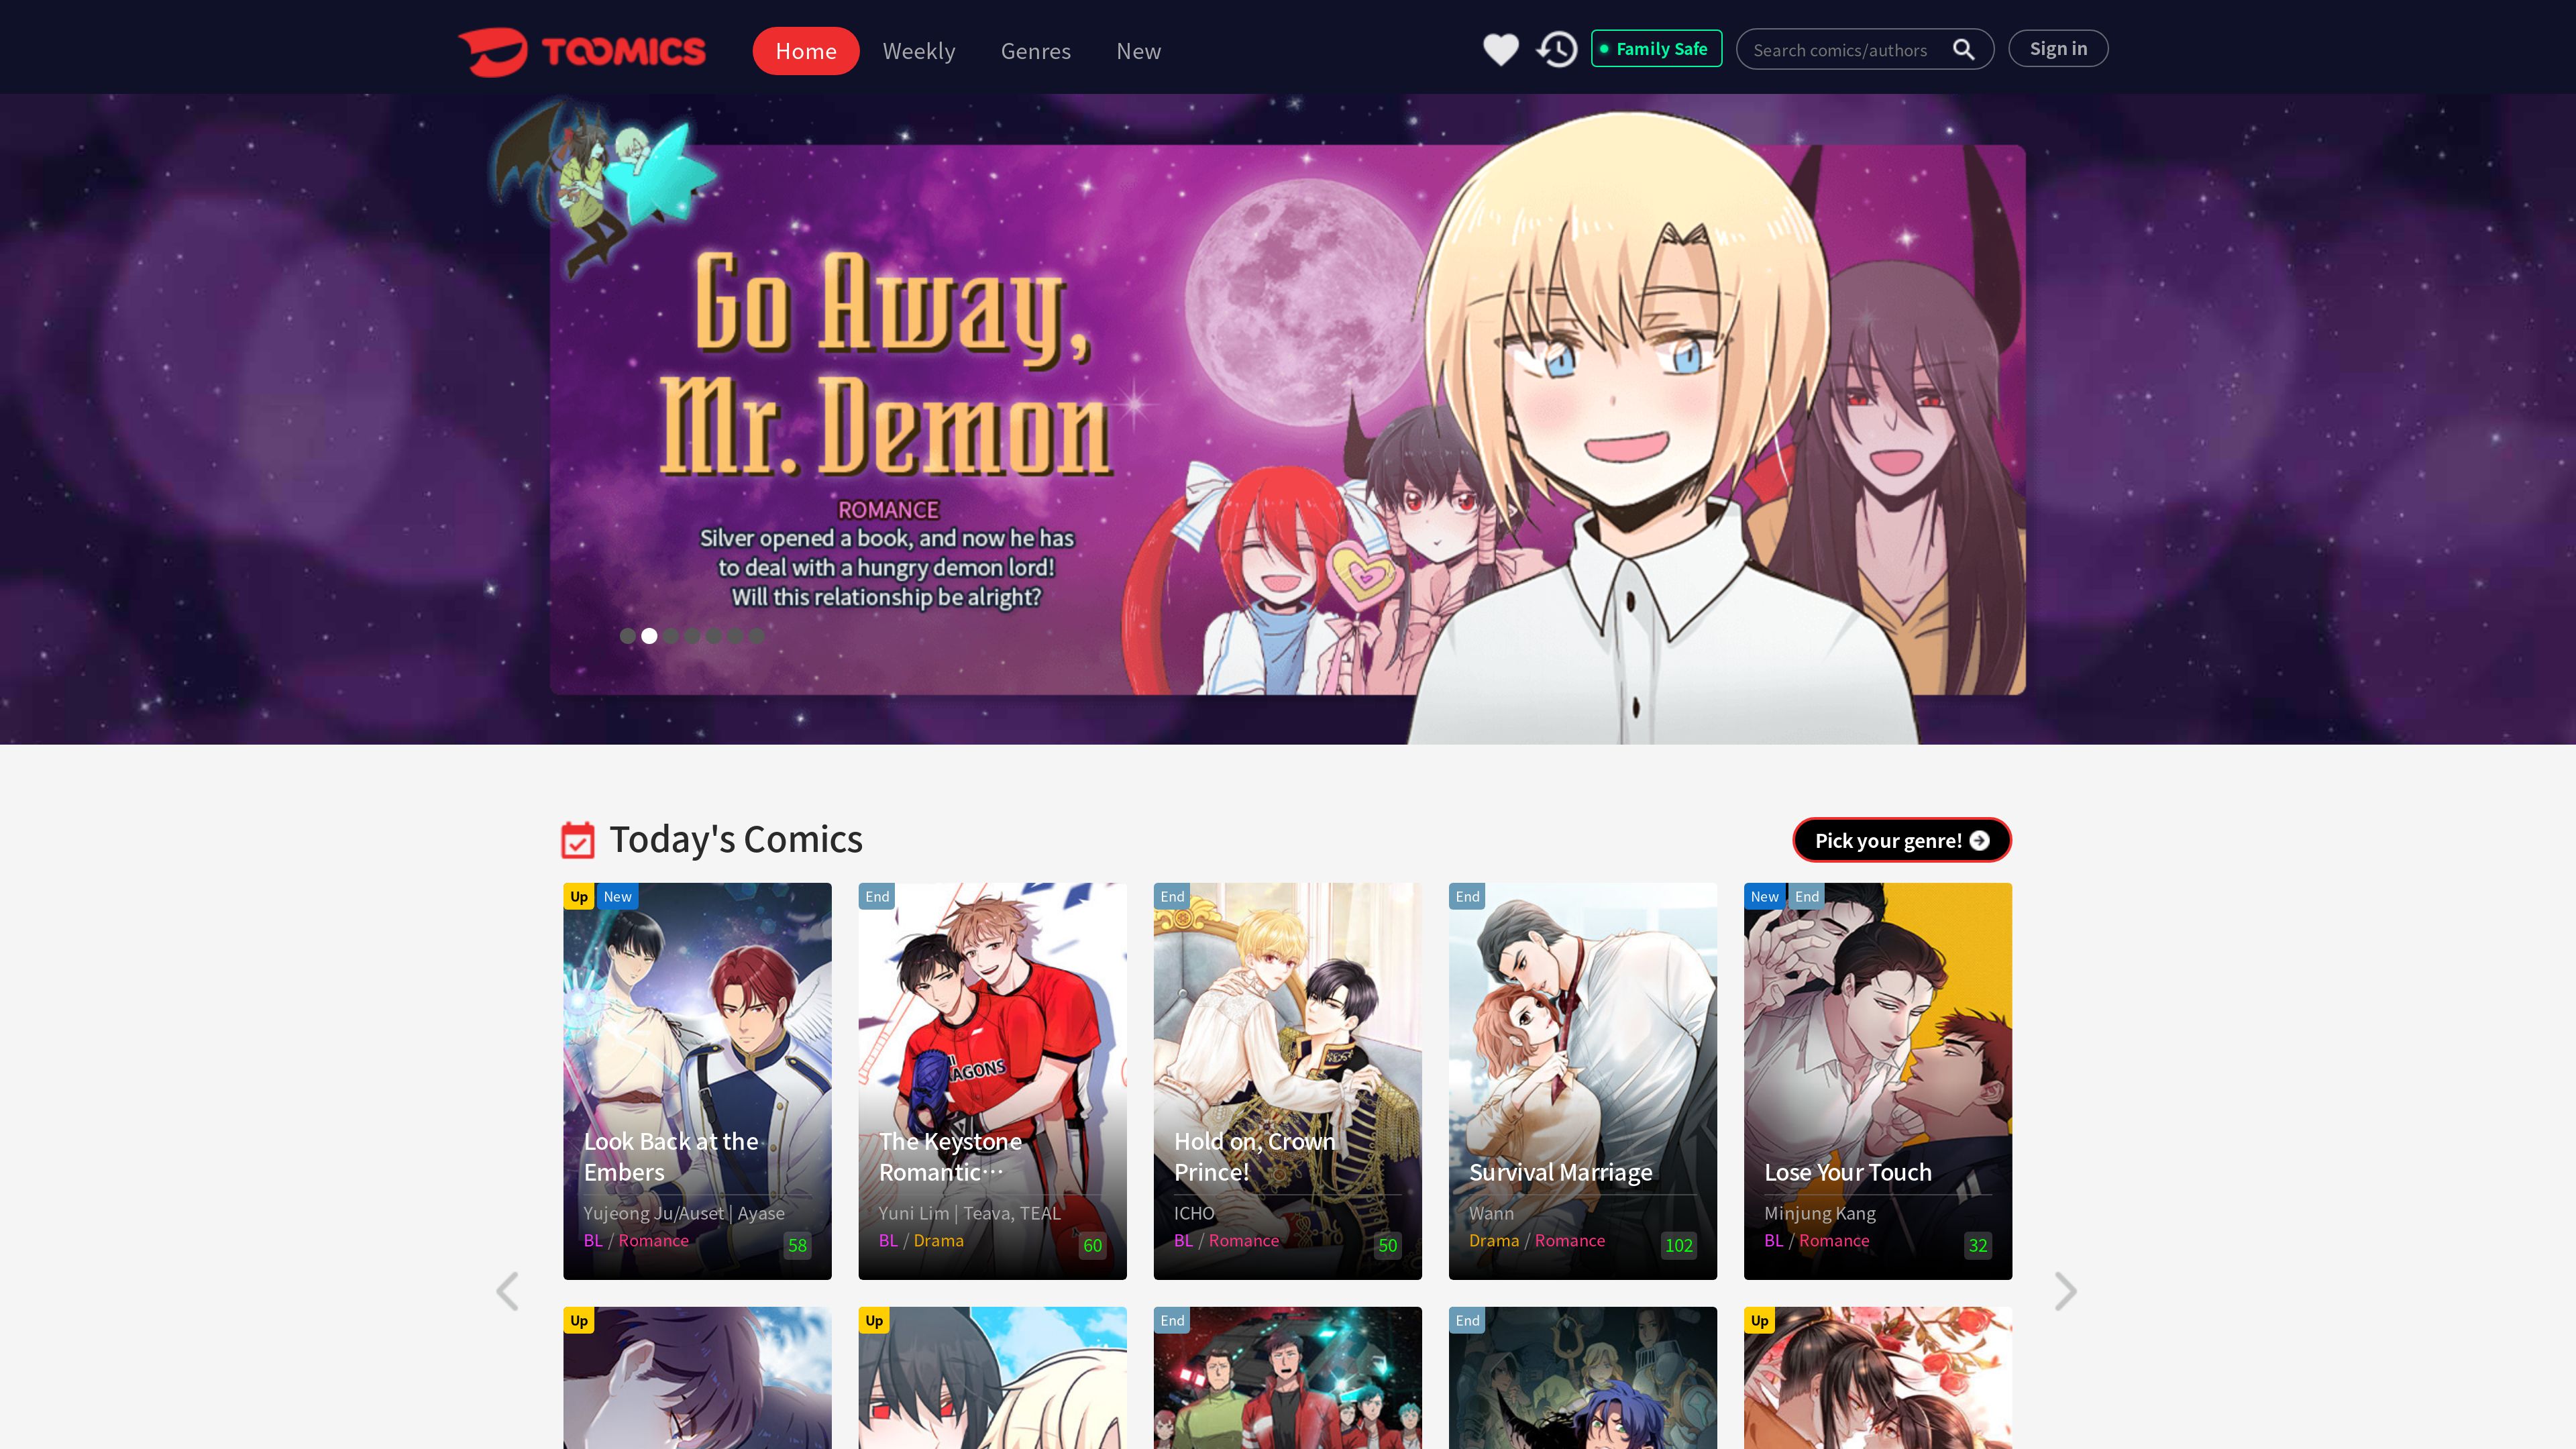 TOOMICS
Home
Weekly
Genres
New
Family Safe
Search comics/authors
Sign in
Go Away,
Mr. Demon
ROMANCE
Silver opened a book, and now he has
to deal with a hungry demon lord!
Will this relationship be alright?
Today's Comics
Pick your genre!
Up New
Look Back at the
Embers
Yujeong Ju/Auset | Ayase
BL / Romance
58
End
AGONS
The Keystone
Romantic···
Yuni Lim | Teava, TEAL
BL / Drama
60
End
Hold on, Crown
Prince!
ICHO
BL / Romance
50
End
Survival Marriage
Wann
Drama / Romance
102
New End
Lose Your Touch
Minjung Kang
BL / Romance
32
Up
Up
End
End
Up